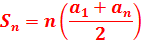 Sₙ = n(a₁ + aₙ / 2)